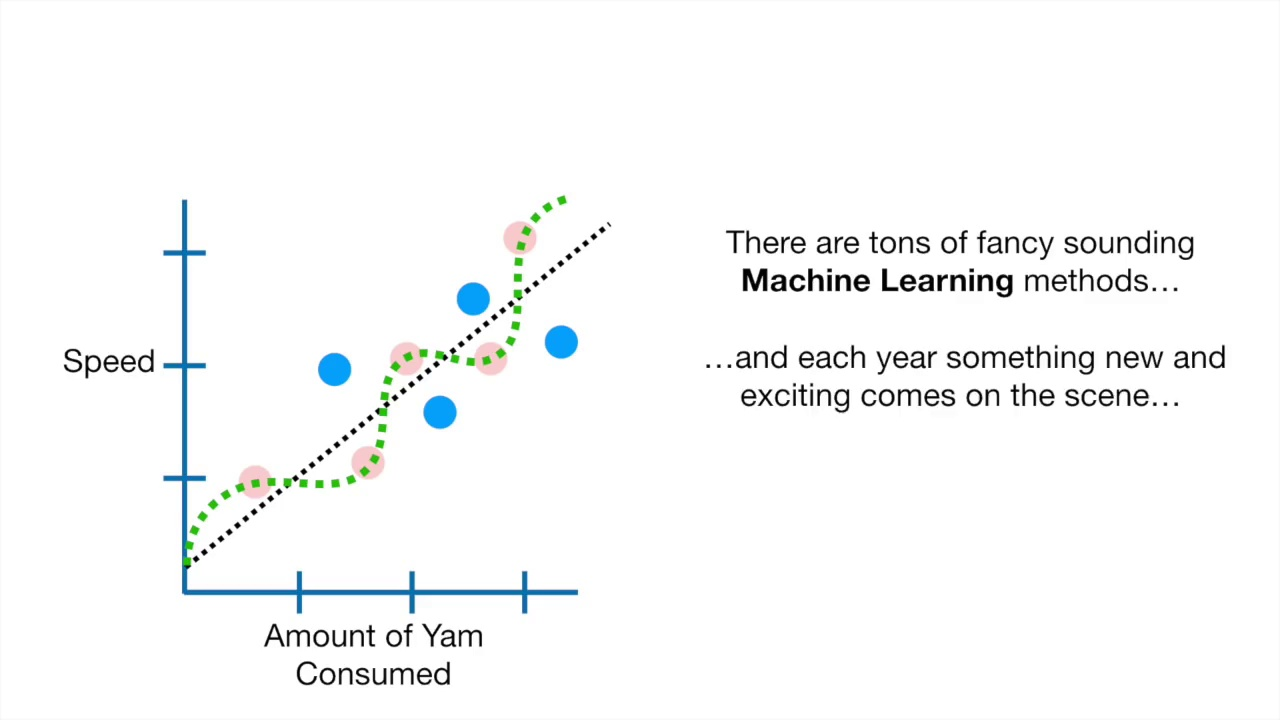 There are tons of fancy sounding
Machine Learning methods…
…and each year something new and
exciting comes on the scene…
Speed
Amount of Yam
Consumed